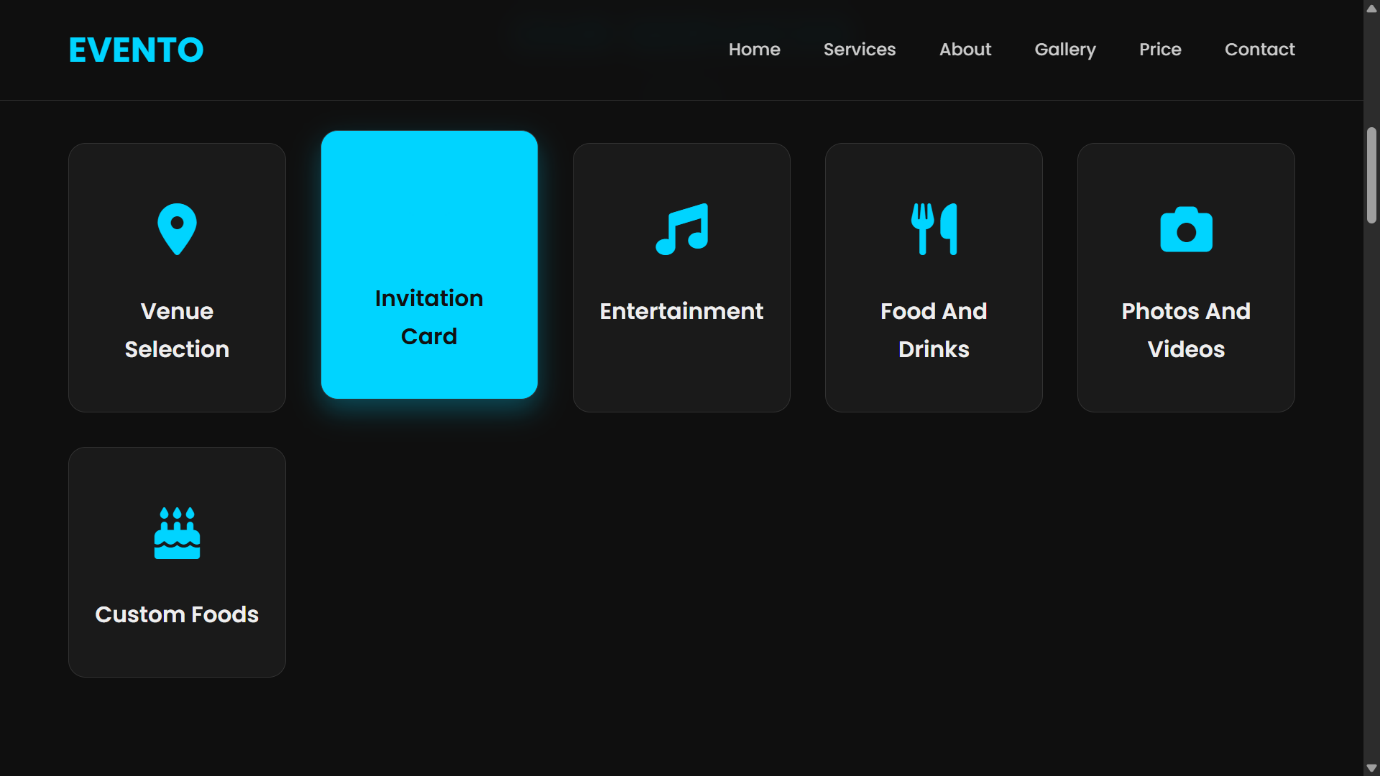 EVENTO
Home Services About Gallery Price Contact
Venue
Selection
Invitation
Card
Entertainment
Food And
Drinks
Photos And
Videos
Custom Foods